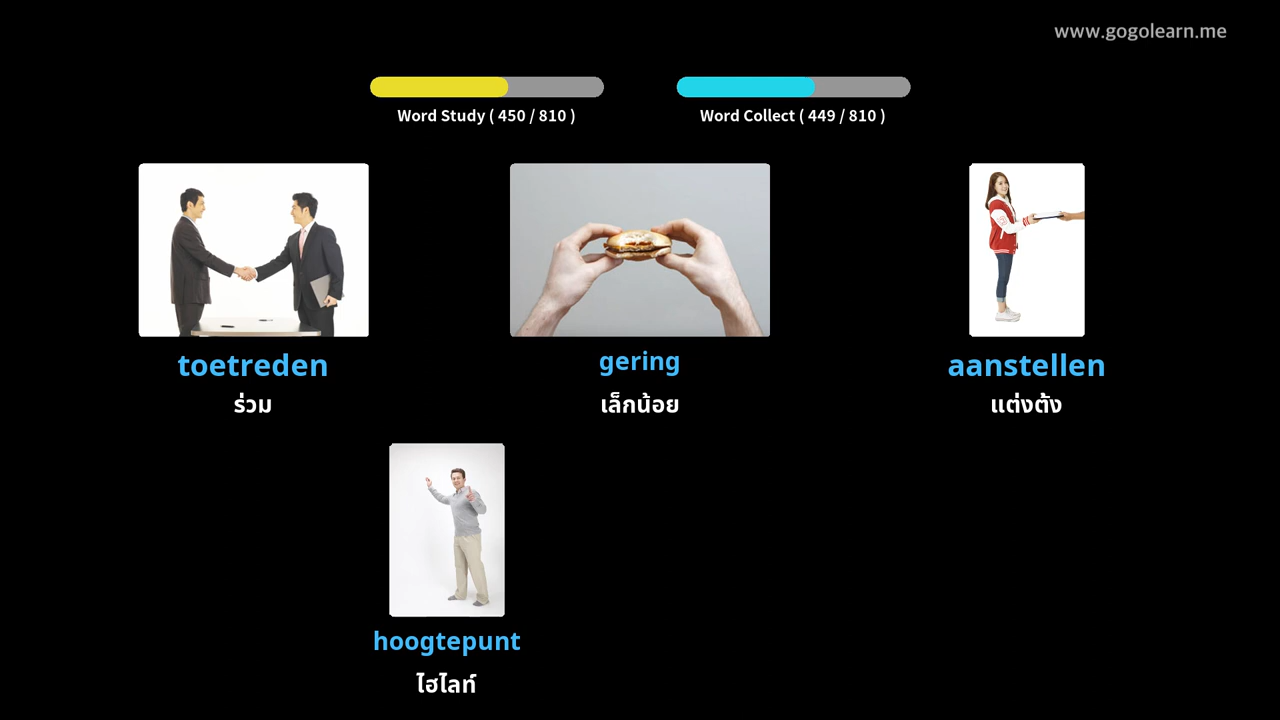 www.gogolearn.me
Word Study ( 450 / 810 )
Word Collect ( 449 / 810 )
toetreden
ร่วม
gering
เล็กน้อย
aanstellen
แต่งตั้ง
hoogtepunt
ไฮไลท์